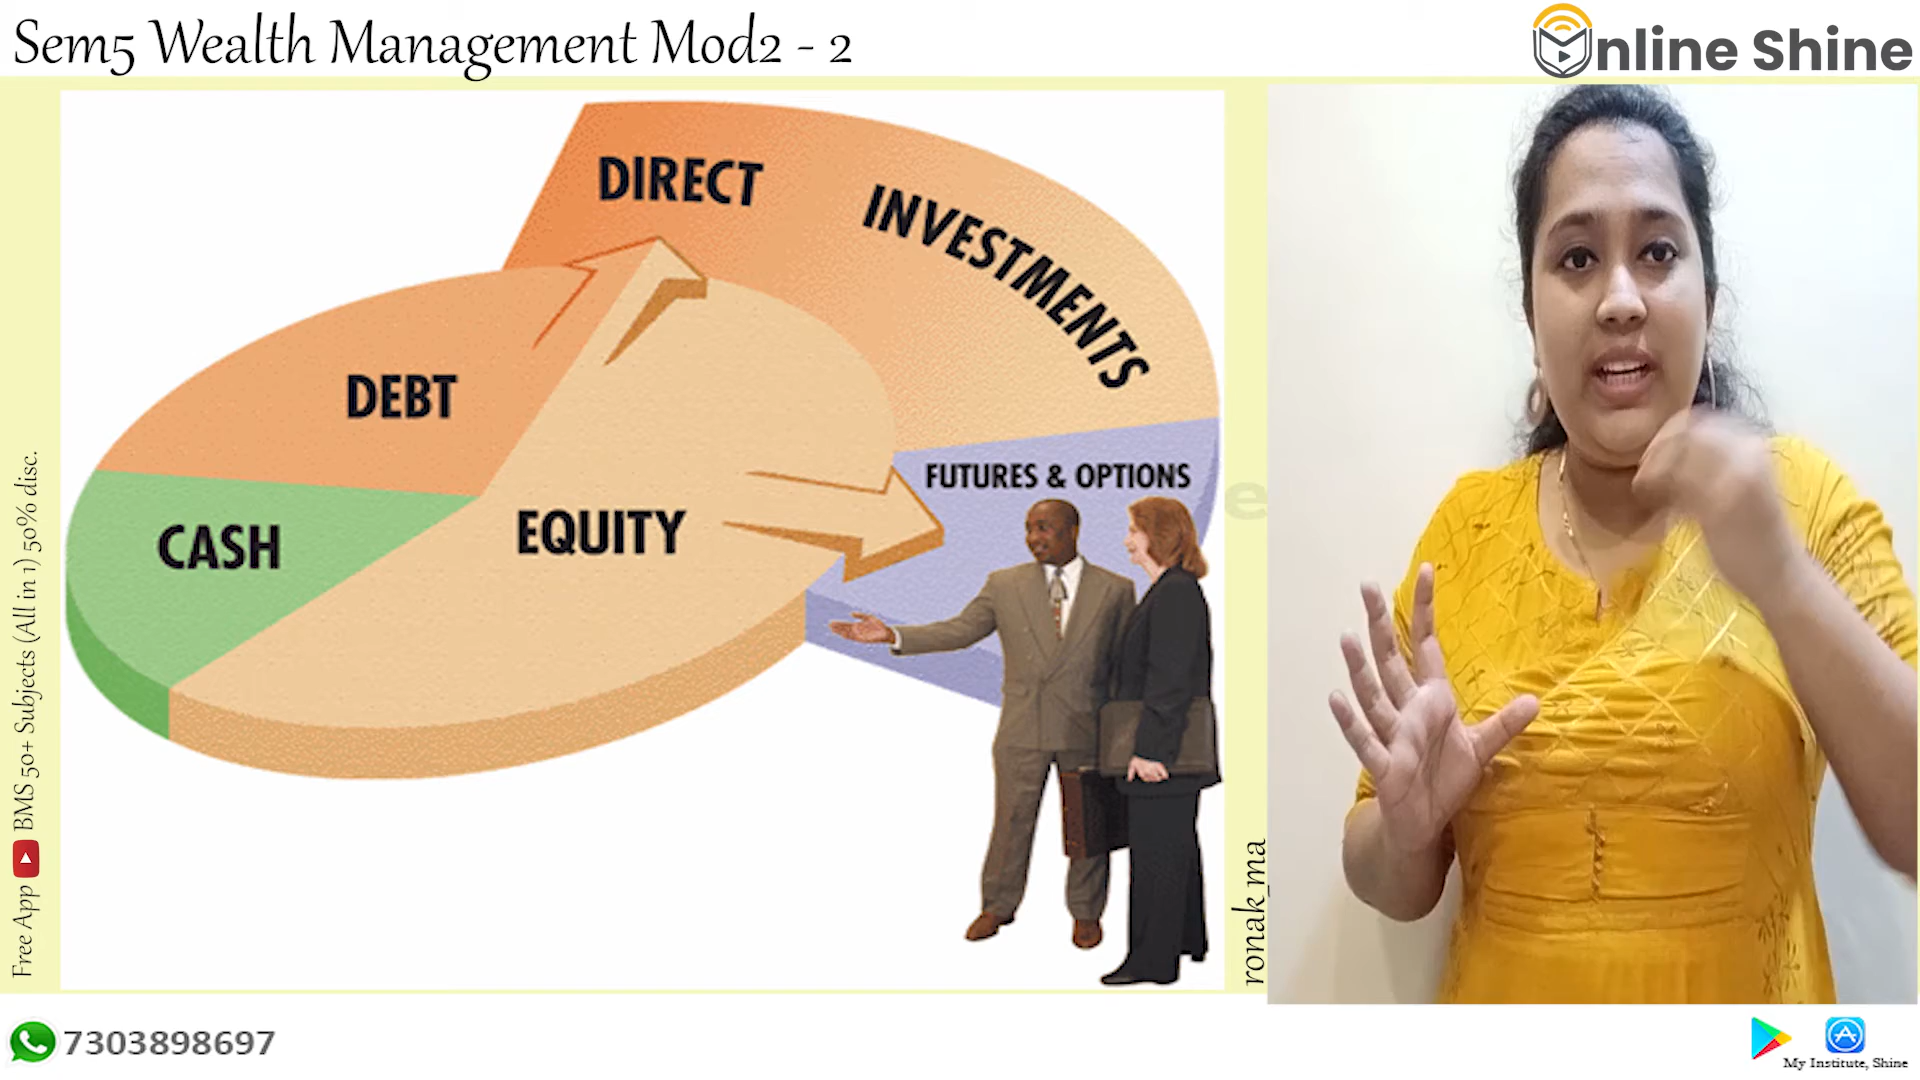 Sem5 Wealth Management Mod2 - 2
Online Shine
DIRECT INVESTMENTS
DEBT
FUTURES & OPTIONS
EQUITY
CASH
Free App BMS 50+ Subjects (All in 1) 50% disc.
ronak_ma
7303898697
My Institute, Shine